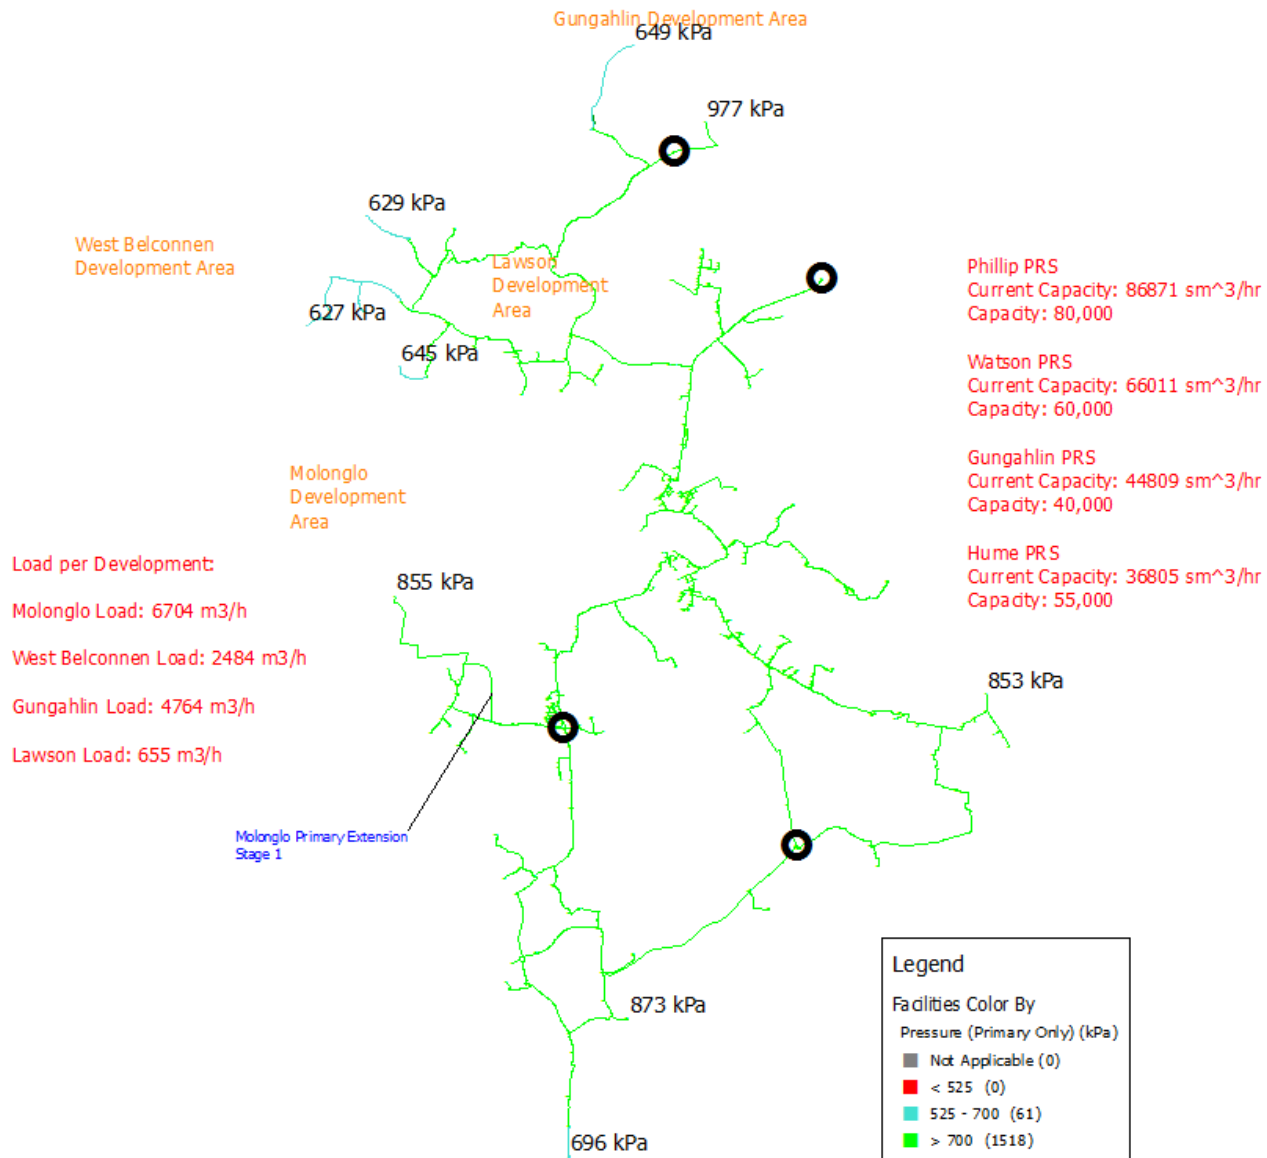 Gungahlin Development Area
649 kPa
977 kPa
629 kPa
West Belconnen
Development Area
Lawson
Development
Area
627 kPa
645 kPa
Phillip PRS
Current Capacity: 86871 sm^3/hr
Capacity: 80,000
Watson PRS
Current Capacity: 66011 sm^3/hr
Capacity: 60,000
Gungahlin PRS
Current Capacity: 44809 sm^3/hr
Capacity: 40,000
Hume PRS
Current Capacity: 36805 sm^3/hr
Capacity: 55,000
Molonglo
Development
Area
Load per Development:
Molonglo Load: 6704 m3/h
West Belconnen Load: 2484 m3/h
Gungahlin Load: 4764 m3/h
Lawson Load: 655 m3/h
855 kPa
853 kPa
Molonglo Primary Extension
Stage 1
873 kPa
696 kPa
Legend
Facilities Color By
Pressure (Primary Only) (kPa)
Not Applicable (0)
< 525 (0)
525 - 700 (61)
> 700 (1518)